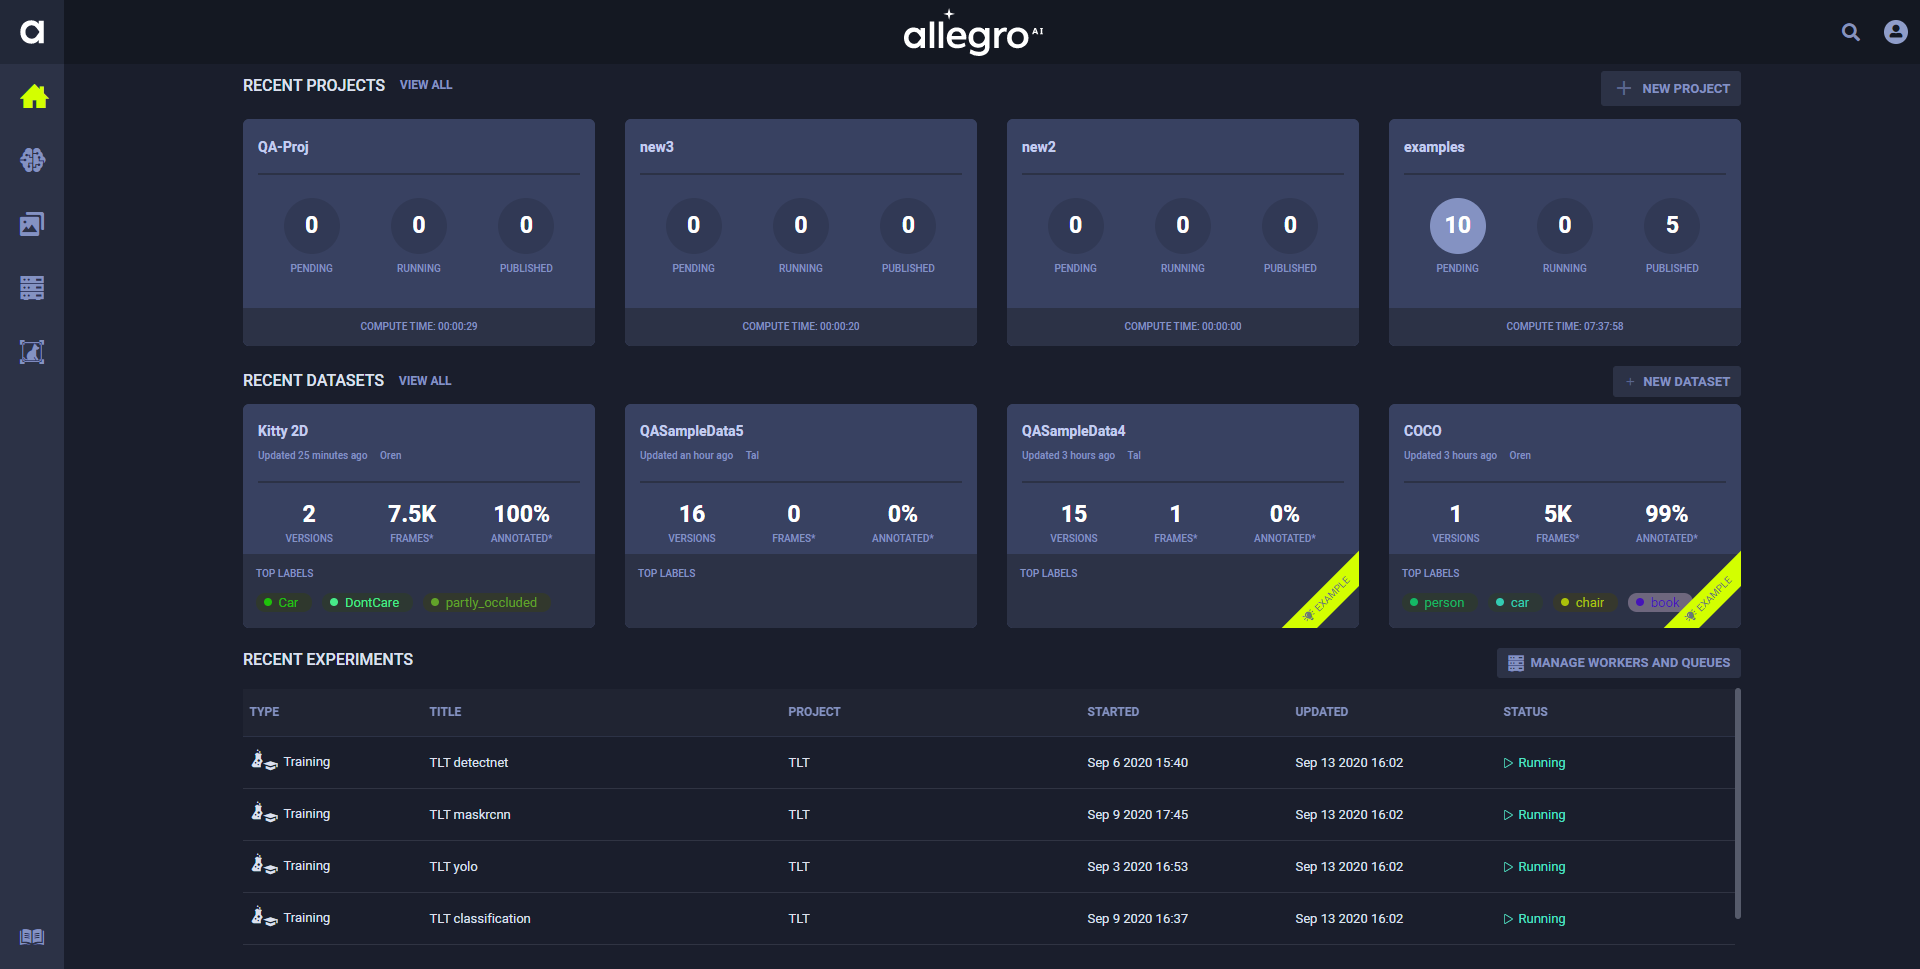 a
allegro AI
RECENT PROJECTS VIEW ALL
NEW PROJECT
QA-Proj
0 0 0
PENDING RUNNING PUBLISHED
COMPUTE TIME: 00:00:29
new3
0 0 0
PENDING RUNNING PUBLISHED
COMPUTE TIME: 00:00:20
new2
0 0 0
PENDING RUNNING PUBLISHED
COMPUTE TIME: 00:00:00
examples
10 0 5
PENDING RUNNING PUBLISHED
COMPUTE TIME: 07:37:58
RECENT DATASETS VIEW ALL
+ NEW DATASET
Kitty 2D
Updated 25 minutes ago Oren
2 7.5K 100%
VERSIONS FRAMES* ANNOTATED*
TOP LABELS
Car DontCare partly_occluded
QASampleData5
Updated an hour ago Tal
16 0 0%
VERSIONS FRAMES* ANNOTATED*
TOP LABELS
QASampleData4
Updated 3 hours ago Tal
15 1 0%
VERSIONS FRAMES* ANNOTATED*
TOP LABELS
EXAMPLE
COCO
Updated 3 hours ago Oren
1 5K 99%
VERSIONS FRAMES* ANNOTATED*
TOP LABELS
person car chair book
EXAMPLE
RECENT EXPERIMENTS
MANAGE WORKERS AND QUEUES
TYPE TITLE PROJECT STARTED UPDATED STATUS
Training TLT detectnet TLT Sep 6 2020 15:40 Sep 13 2020 16:02 Running
Training TLT maskrcnn TLT Sep 9 2020 17:45 Sep 13 2020 16:02 Running
Training TLT yolo TLT Sep 3 2020 16:53 Sep 13 2020 16:02 Running
Training TLT classification TLT Sep 9 2020 16:37 Sep 13 2020 16:02 Running